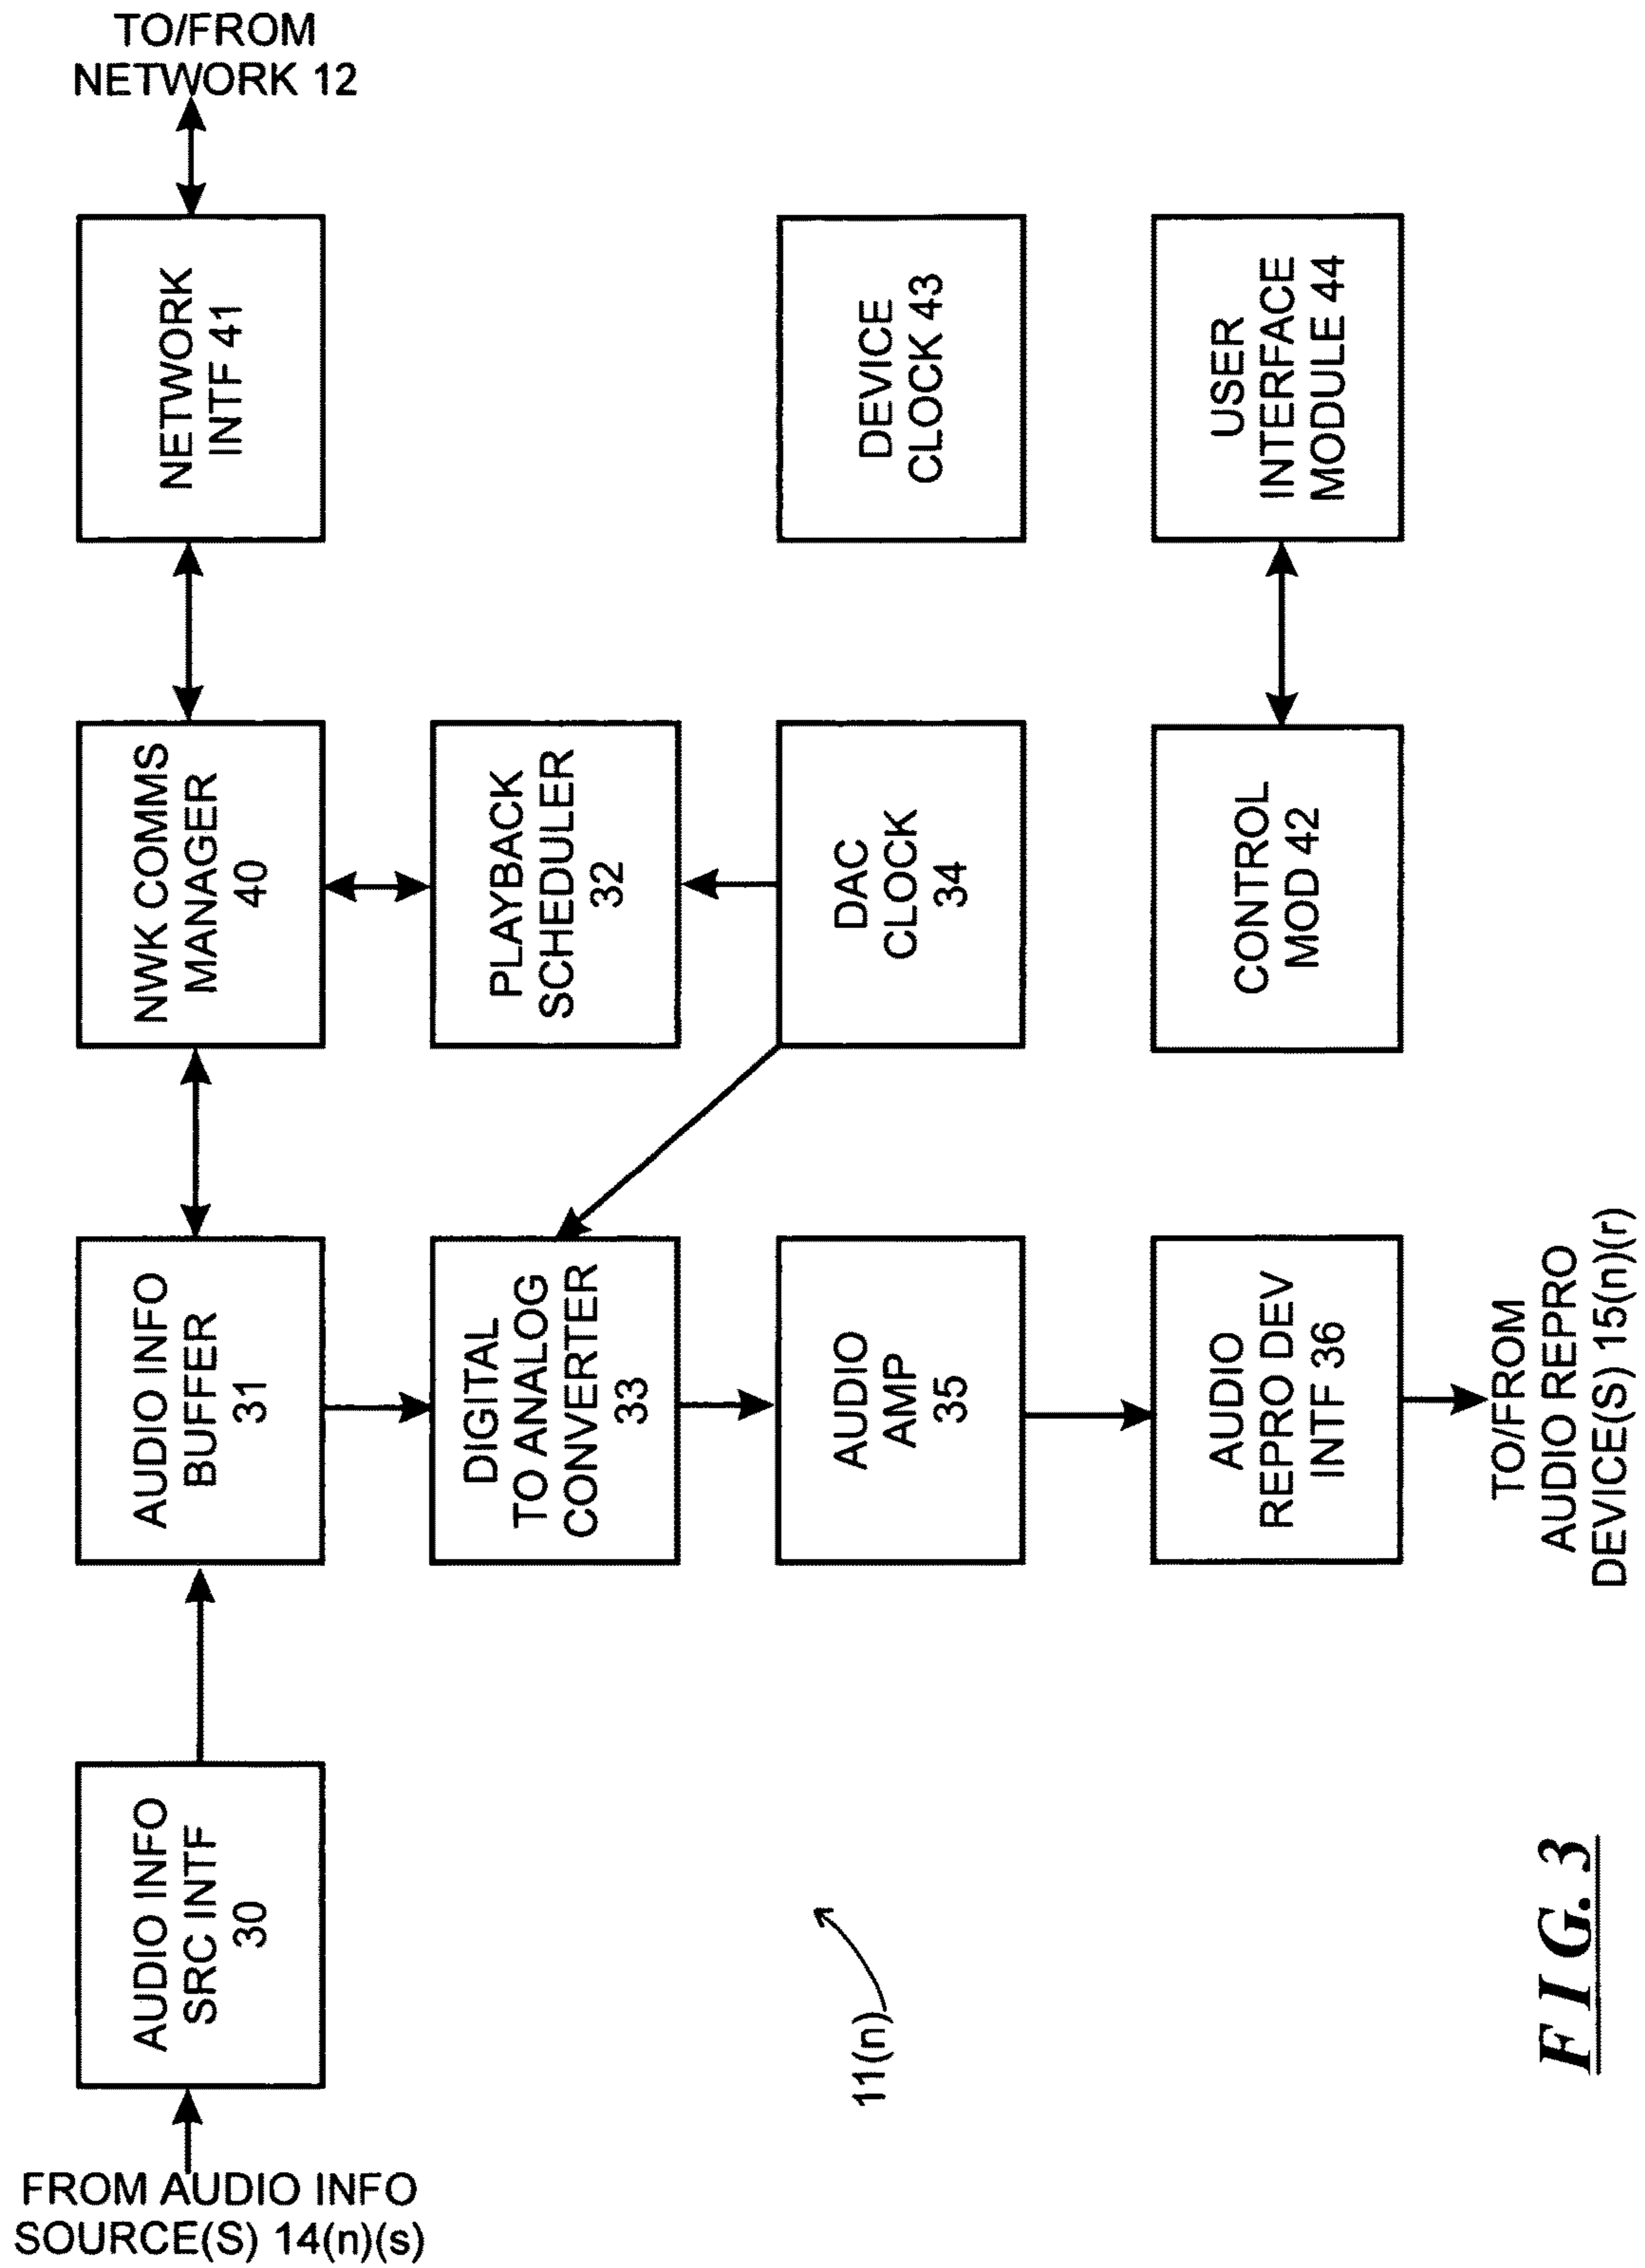 TO/FROM
NETWORK 12
NETWORK
INTF 41
DEVICE
CLOCK 43
USER
INTERFACE
MODULE 44
NWK COMMS
MANAGER
40
PLAYBACK
SCHEDULER
32
DAC
CLOCK
34
CONTROL
MOD 42
AUDIO INFO
BUFFER
31
DIGITAL
TO ANALOG
CONVERTER
33
AUDIO
AMP
35
AUDIO
REPRO DEV
INTF 36
TO/FROM
AUDIO REPRO
DEVICE(S) 15(n)(r)
AUDIO INFO
SRC INTF
30
11(n)
FROM AUDIO INFO
SOURCE(S) 14(n)(s)
FIG. 3